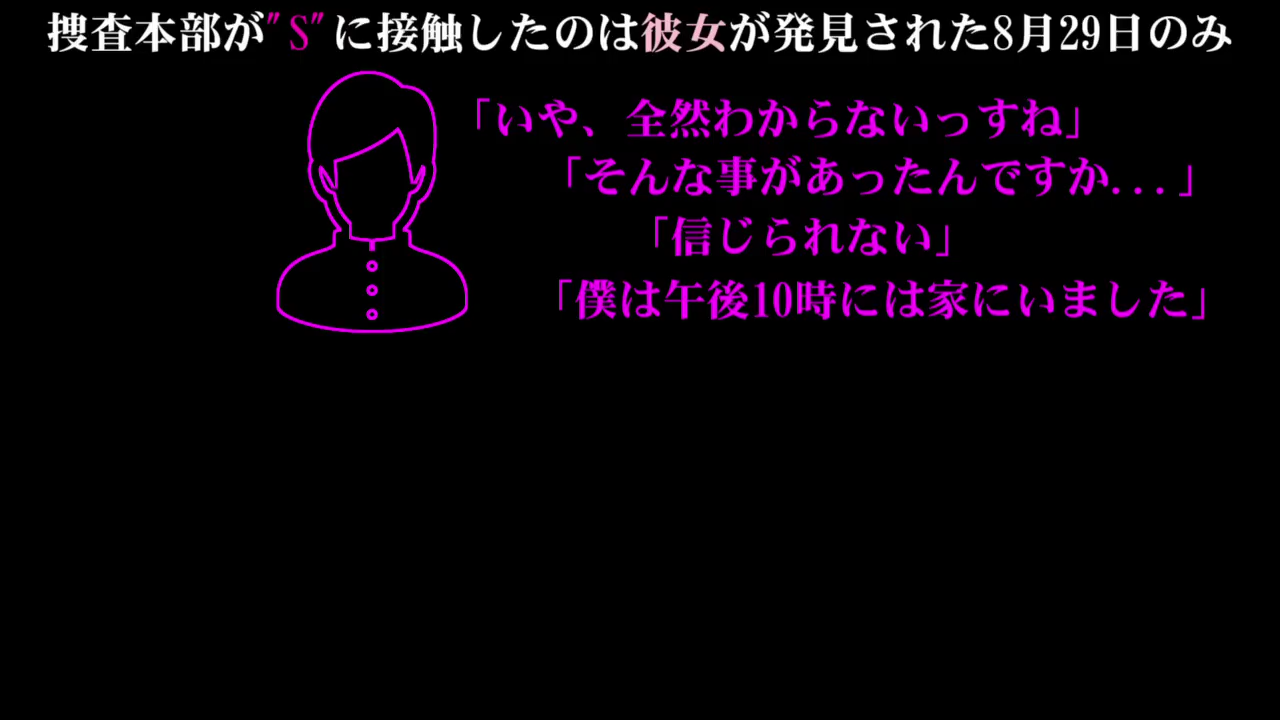 捜査本部が"S"に接触したのは彼女が発見された8月29日のみ
「いや、全然わからないっすね」
「そんな事があったんですか...」
「信じられない」
「僕は午後10時には家にいました」